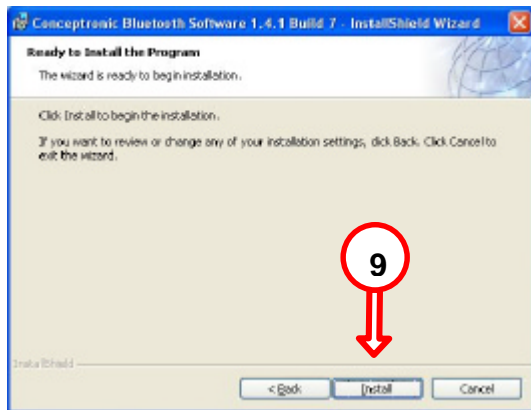 Conceptronic Bluetooth Software 1.4.1 Build 7 - InstallShield Wizard
Ready to Install the Program
The wizard is ready to begin installation.
Click Install to begin the installation.
If you want to review or change any of your installation settings, click Back. Click Cancel to
exit the wizard.
9
InstallShield
< Back
Install
Cancel